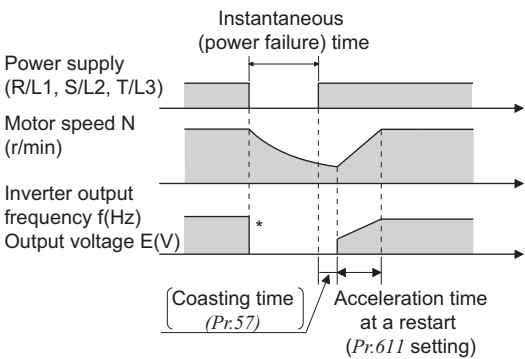 Instantaneous
(power failure) time
Power supply
(R/L1, S/L2, T/L3)
Motor speed N
(r/min)
Inverter output
frequency f(Hz)
Output voltage E(V)
*
Coasting time
(Pr.57)
Acceleration time
at a restart
(Pr.611 setting)